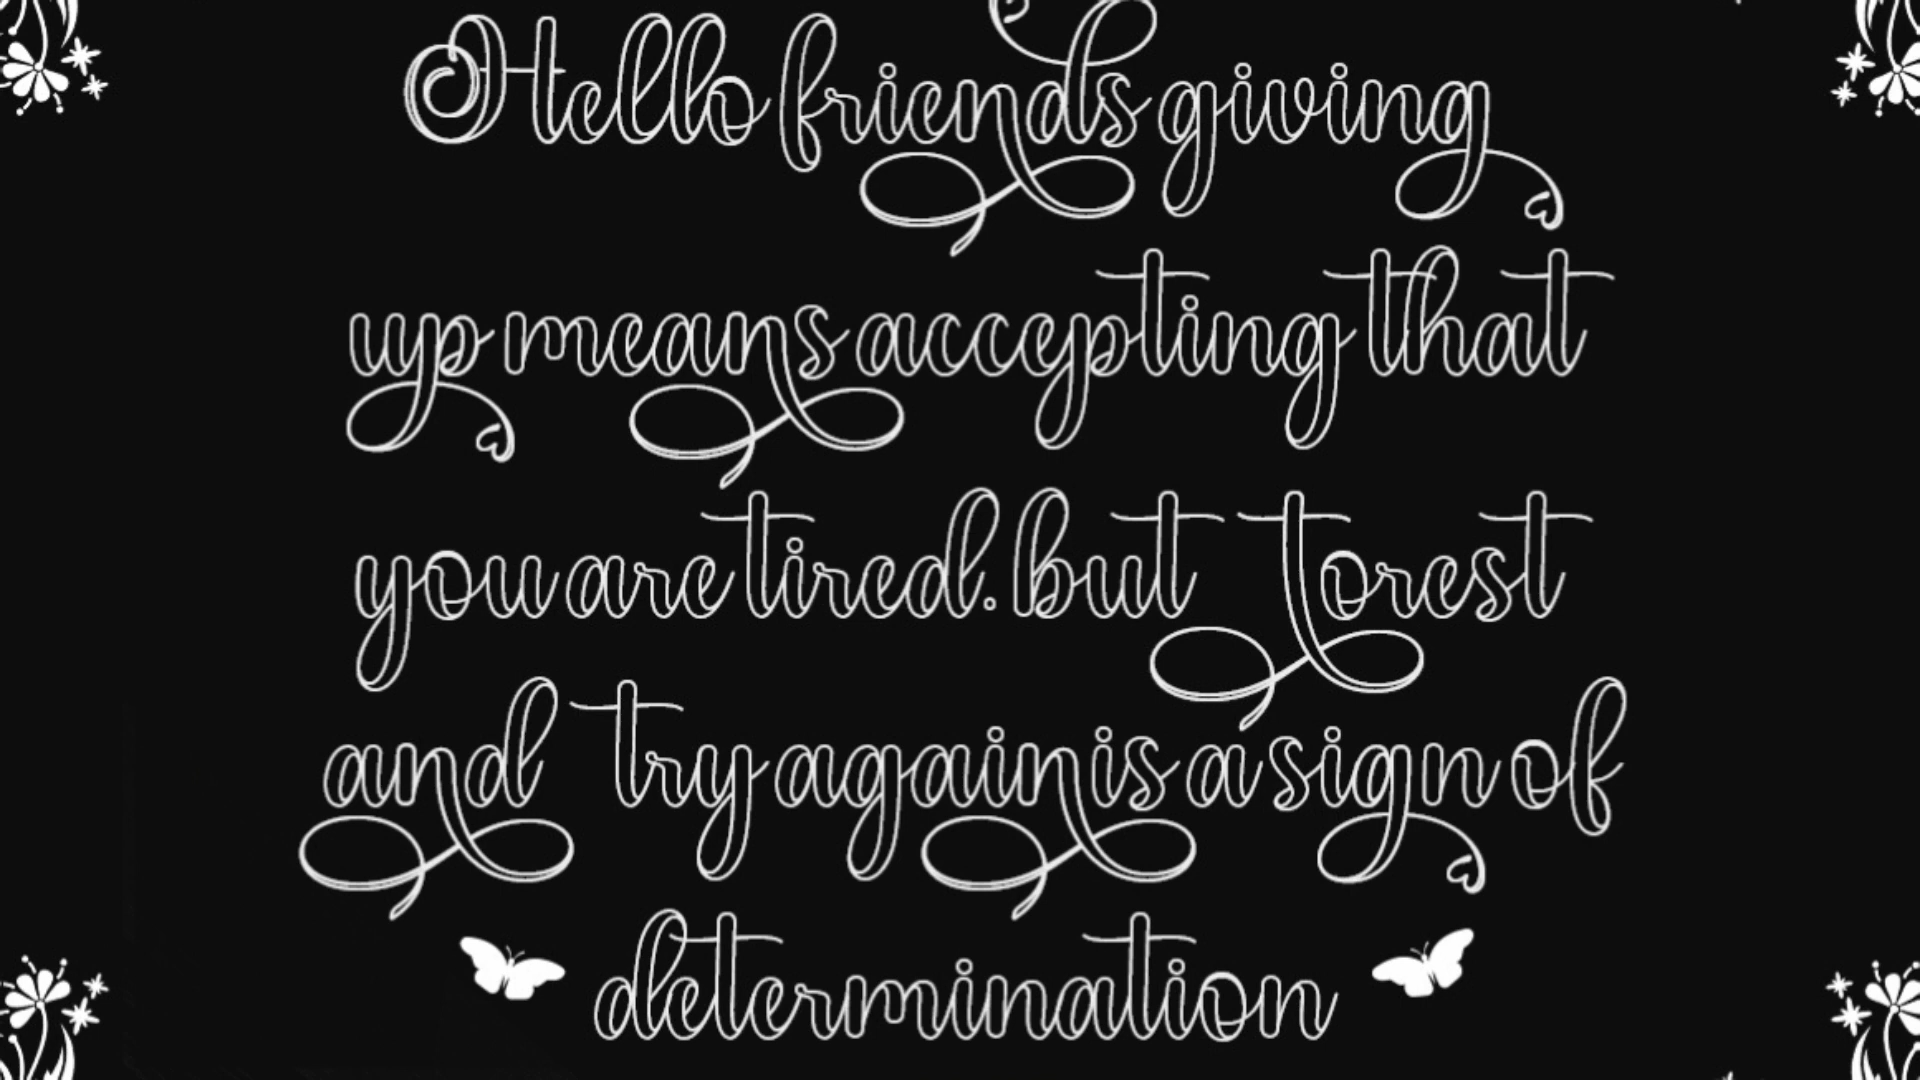 Hello friends giving
up means accepting that
you are tired. but to rest
and try again is a sign of
determination